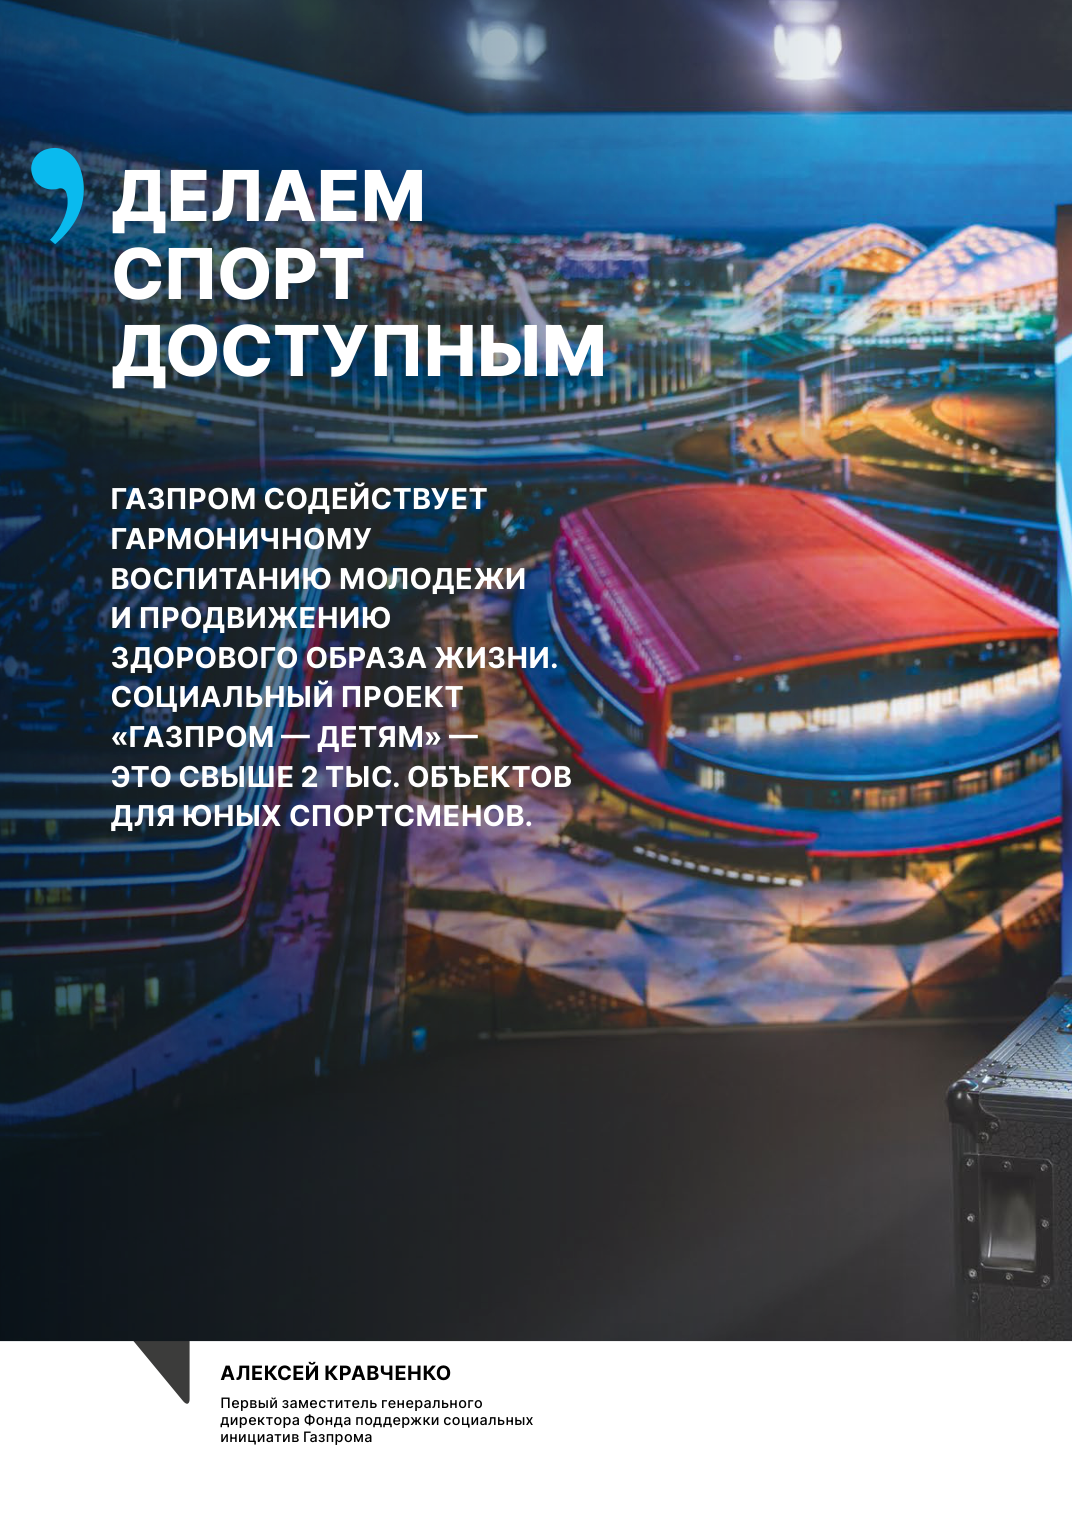 ДЕЛАЕМ
СПОРТ
ДОСТУПНЫМ
ГАЗПРОМ СОДЕЙСТВУЕТ
ГАРМОНИЧНОМУ
ВОСПИТАНИЮ МОЛОДЕЖИ
И ПРОДВИЖЕНИЮ
ЗДОРОВОГО ОБРАЗА ЖИЗНИ.
СОЦИАЛЬНЫЙ ПРОЕКТ
«ГАЗПРОМ — ДЕТЯМ» —
ЭТО СВЫШЕ 2 ТЫС. ОБЪЕКТОВ
ДЛЯ ЮНЫХ СПОРТСМЕНОВ.
АЛЕКСЕЙ КРАВЧЕНКО
Первый заместитель генерального
директора Фонда поддержки социальных
инициатив Газпрома